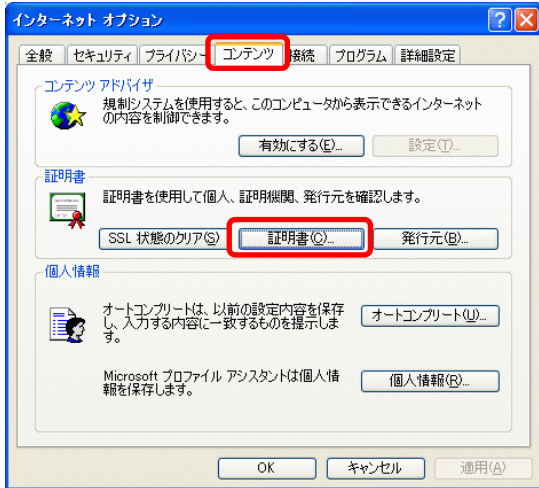 インターネット オプション
全般 セキュリティ プライバシー コンテンツ 接続 プログラム 詳細設定
コンテンツ アドバイザ
規制システムを使用すると、このコンピュータから表示できるインターネット
の内容を制御できます。
有効にする(E)... 設定(T)...
証明書
証明書を使用して個人、証明機関、発行元を確認します。
SSL 状態のクリア(S) 証明書(C)... 発行元(B)...
個人情報
オートコンプリートは、以前の設定内容を保存
し、入力する内容に一致するものを提示しま
す。
オートコンプリート(U)...
Microsoft プロファイル アシスタントは個人情
報を保存します。
個人情報(R)...
OK キャンセル 適用(A)